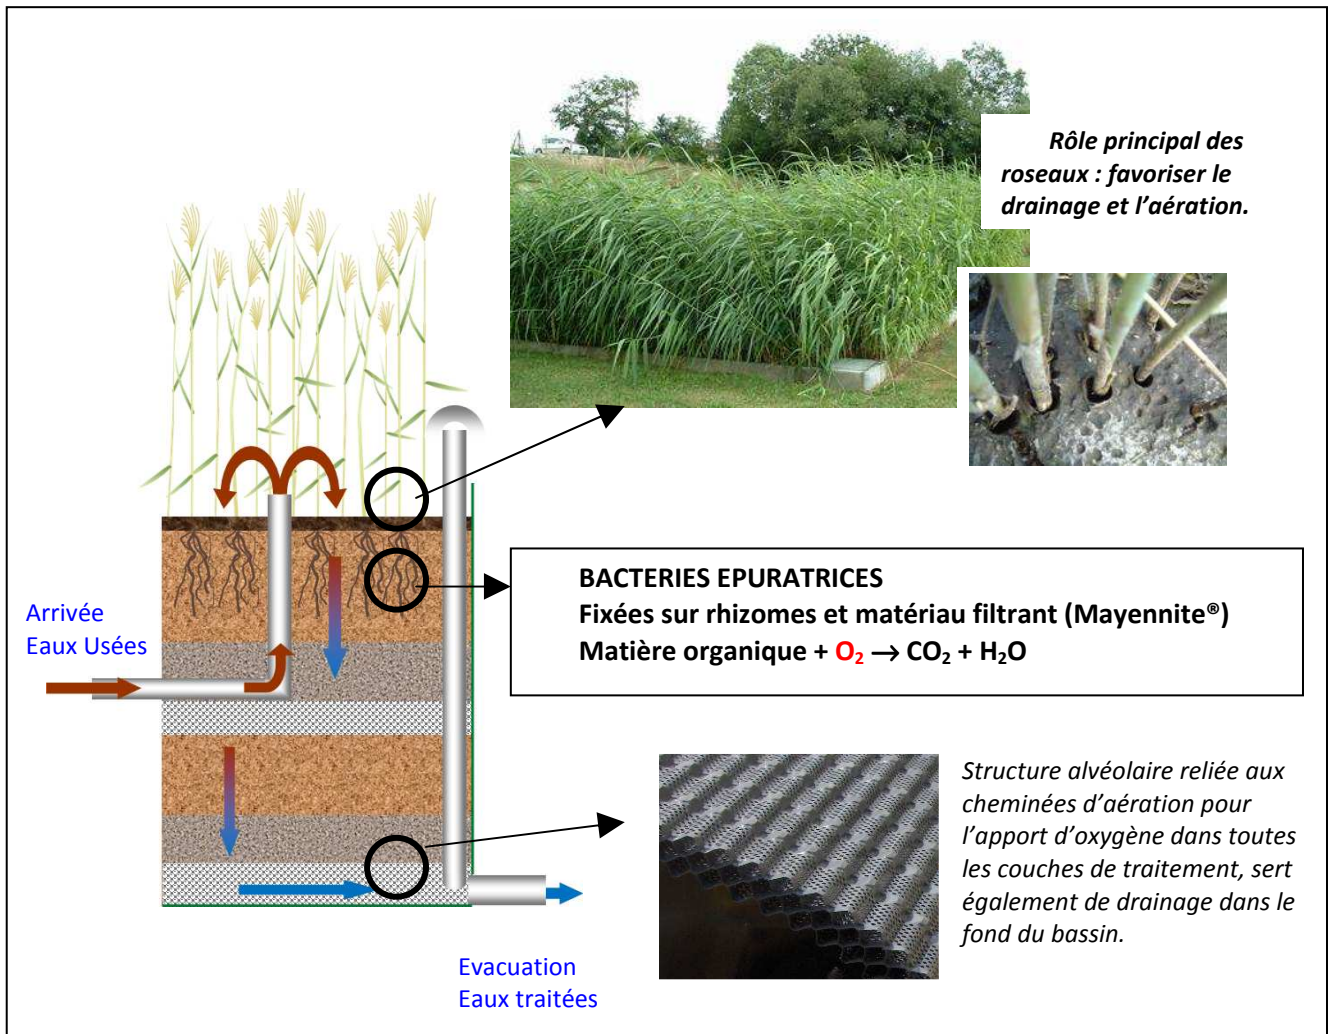 Rôle principal des
roseaux : favoriser le
drainage et l’aération.
Arrivée
Eaux Usées
BACTERIES EPURATRICES
Fixées sur rhizomes et matériau filtrant (Mayennite®)
Matière organique + O₂ → CO₂ + H₂O
Structure alvéolaire reliée aux
cheminées d’aération pour
l’apport d’oxygène dans toutes
les couches de traitement, sert
également de drainage dans le
fond du bassin.
Evacuation
Eaux traitées